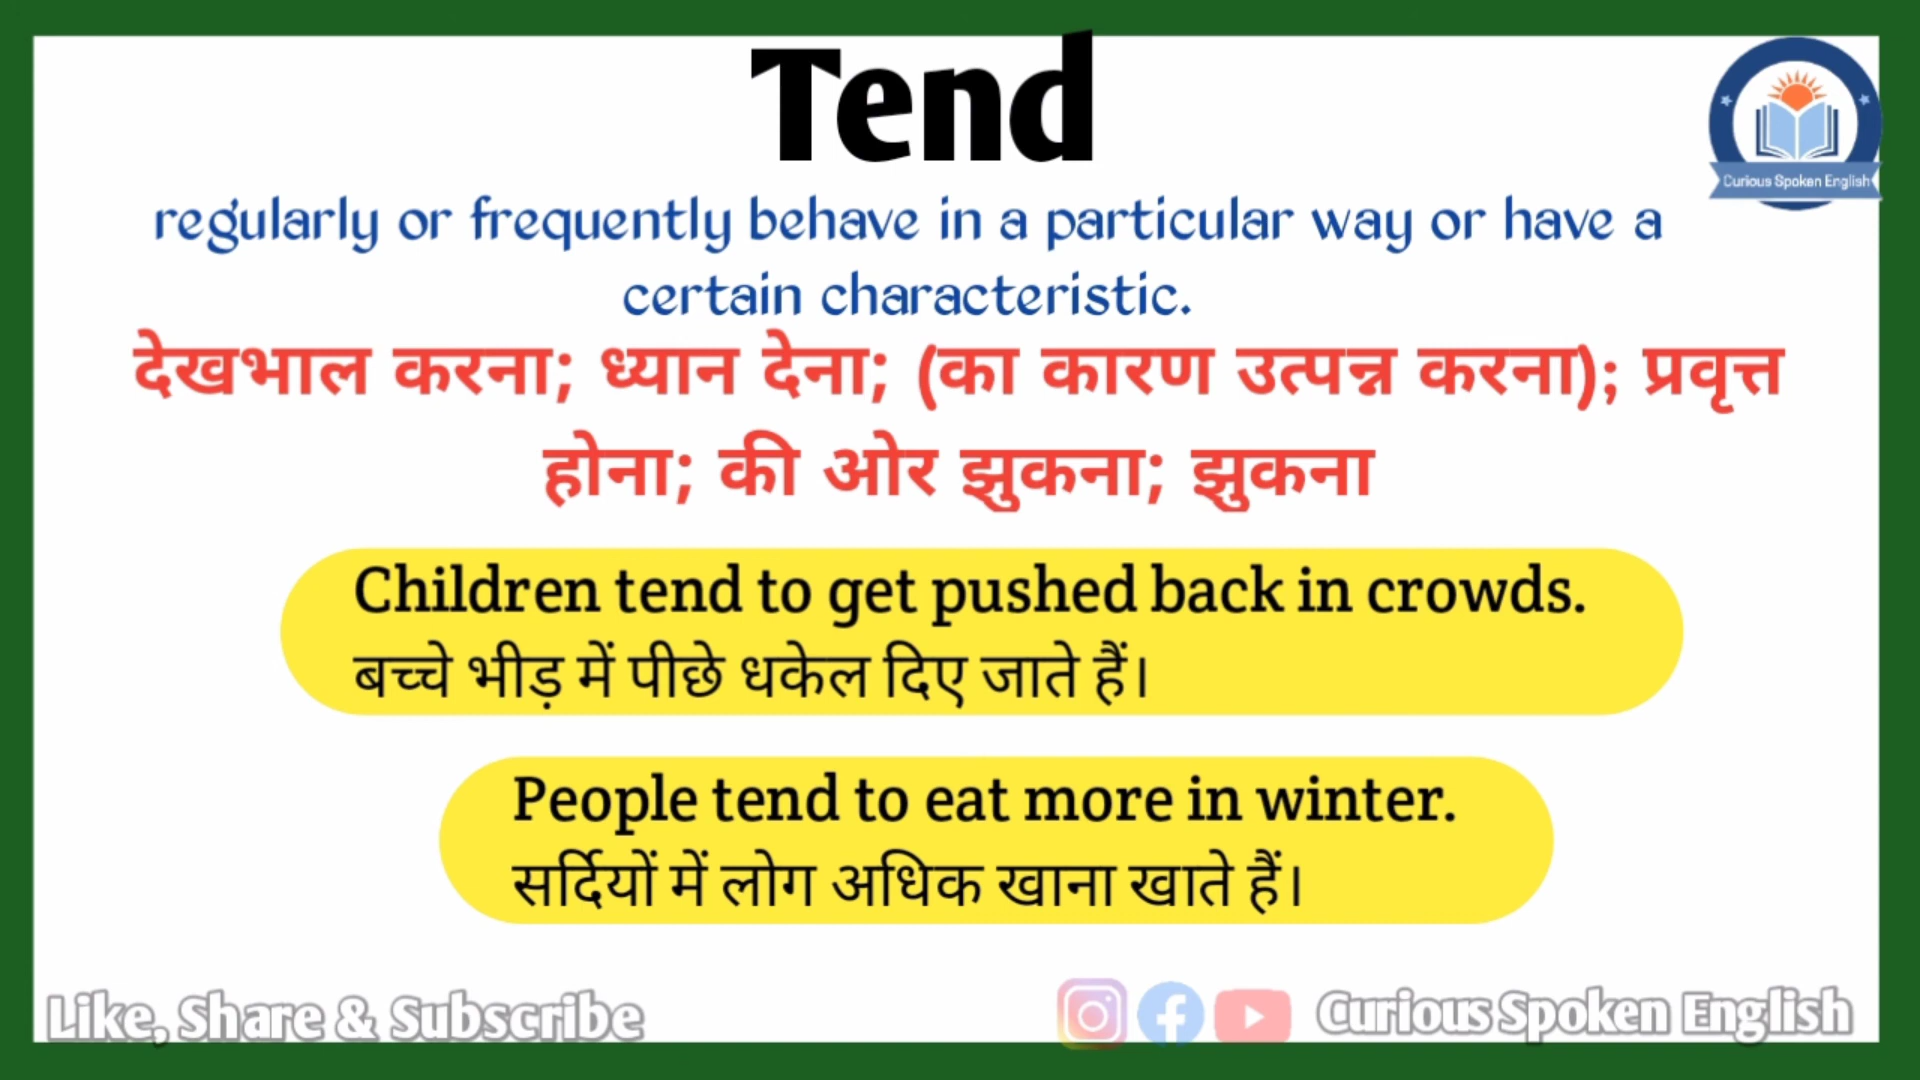 Tend
Curious Spoken English
regularly or frequently behave in a particular way or have a
certain characteristic.
देखभाल करना; ध्यान देना; (का कारण उत्पन्न करना); प्रवृत्त
होना; की ओर झुकना; झुकना
Children tend to get pushed back in crowds.
बच्चे भीड़ में पीछे धकेल दिए जाते हैं।
People tend to eat more in winter.
सर्दियों में लोग अधिक खाना खाते हैं।
Like, Share & Subscribe
Curious Spoken English